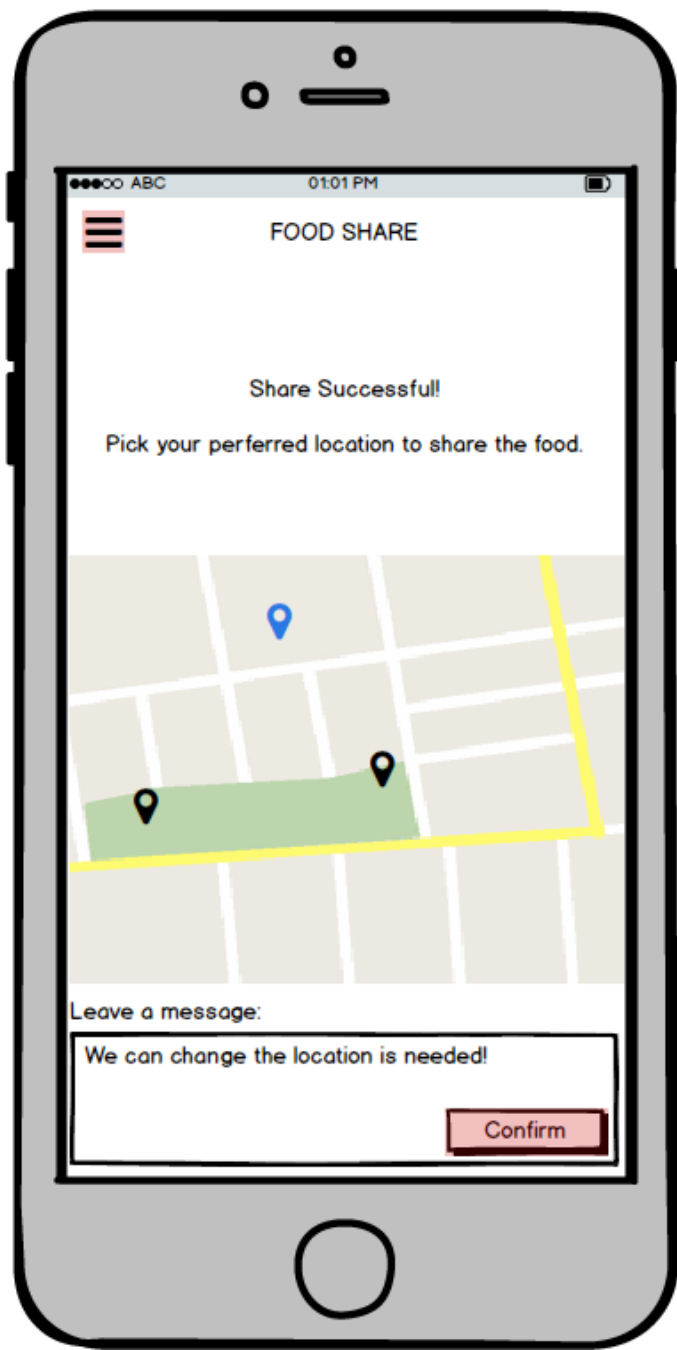 ABC 01:01 PM
FOOD SHARE
Share Successful!
Pick your perferred location to share the food.
Leave a message:
We can change the location is needed!
Confirm